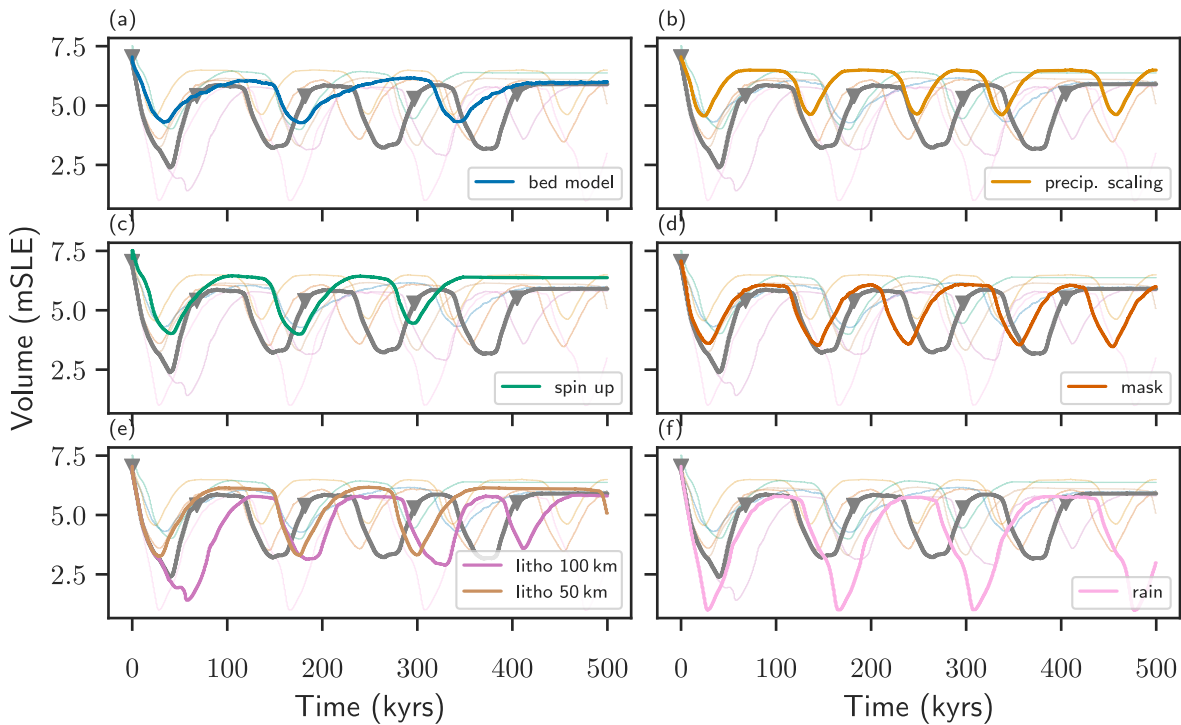 (a)
(b)
7.5
5.0
2.5
bed model
precip. scaling
(c)
(d)
7.5
5.0
2.5
spin up
mask
(e)
(f)
7.5
5.0
2.5
litho 100 km
litho 50 km
rain
Volume (mSLE)
0 100 200 300 400 500
0 100 200 300 400 500
Time (kyrs)
Time (kyrs)